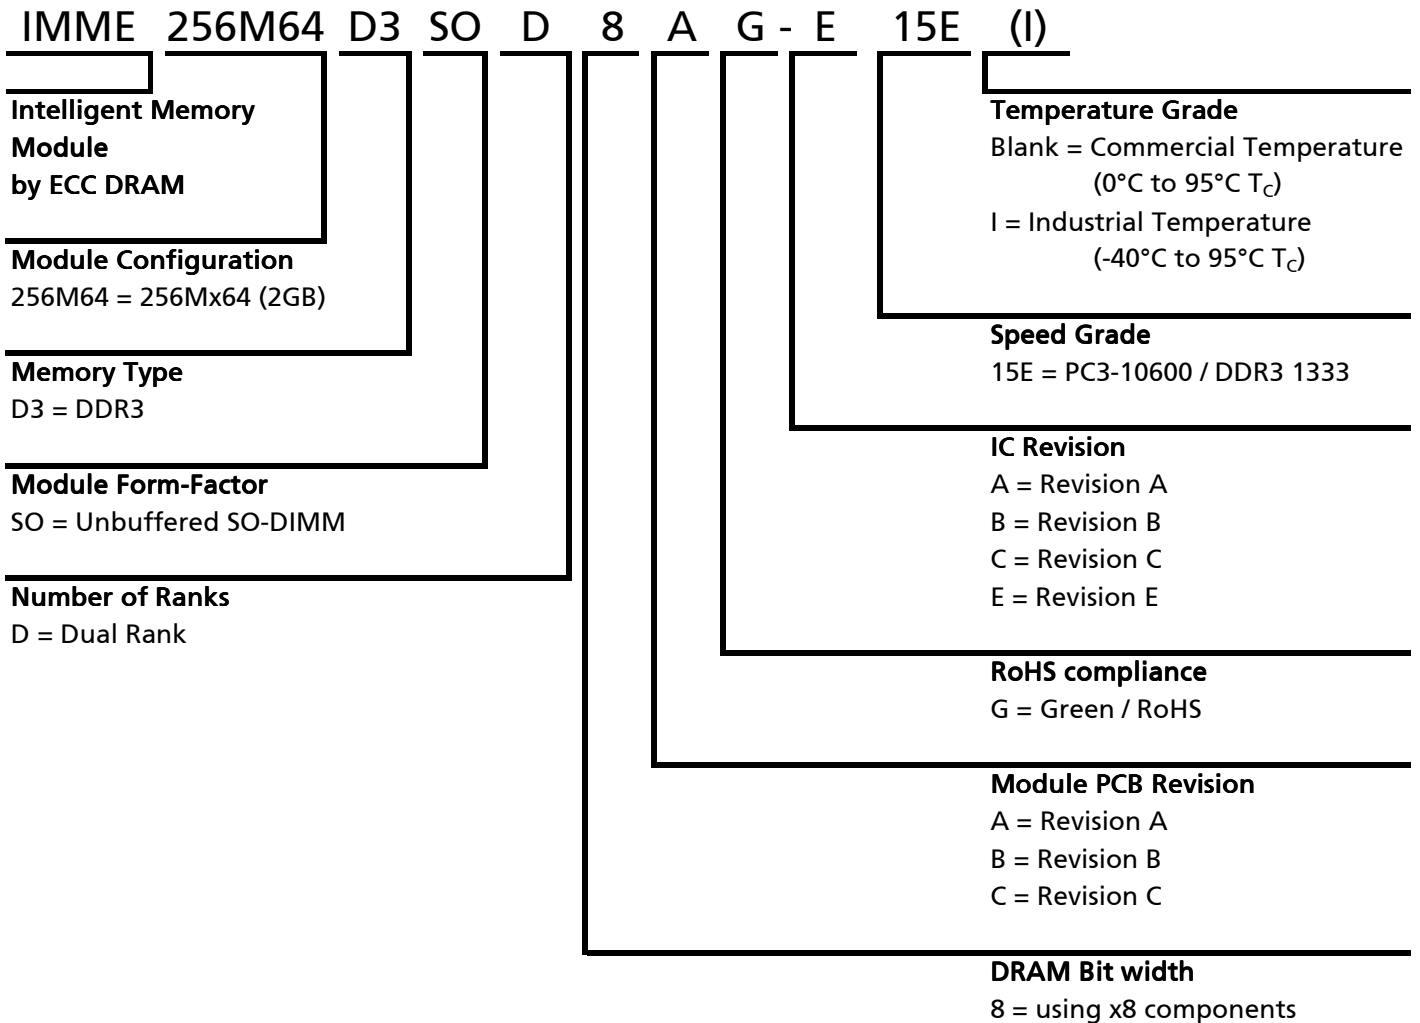 IMME 256M64 D3 SO D 8 A G - E 15E (I)
Intelligent Memory
Module
by ECC DRAM
Module Configuration
256M64 = 256Mx64 (2GB)
Memory Type
D3 = DDR3
Module Form-Factor
SO = Unbuffered SO-DIMM
Number of Ranks
D = Dual Rank
Temperature Grade
Blank = Commercial Temperature
(0°C to 95°C TC)
I = Industrial Temperature
(-40°C to 95°C TC)
Speed Grade
15E = PC3-10600 / DDR3 1333
IC Revision
A = Revision A
B = Revision B
C = Revision C
E = Revision E
RoHS compliance
G = Green / RoHS
Module PCB Revision
A = Revision A
B = Revision B
C = Revision C
DRAM Bit width
8 = using x8 components